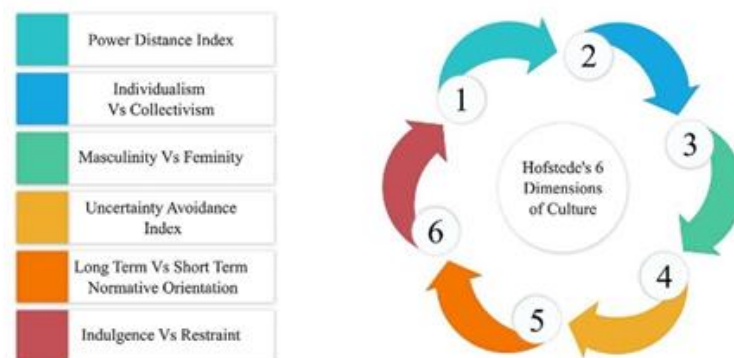 Power Distance Index
Individualism
Vs Collectivism
Masculinity Vs Feminity
Uncertainty Avoidance
Index
Long Term Vs Short Term
Normative Orientation
Indulgence Vs Restraint
1
2
3
4
5
6
Hofstede's 6
Dimensions
of Culture